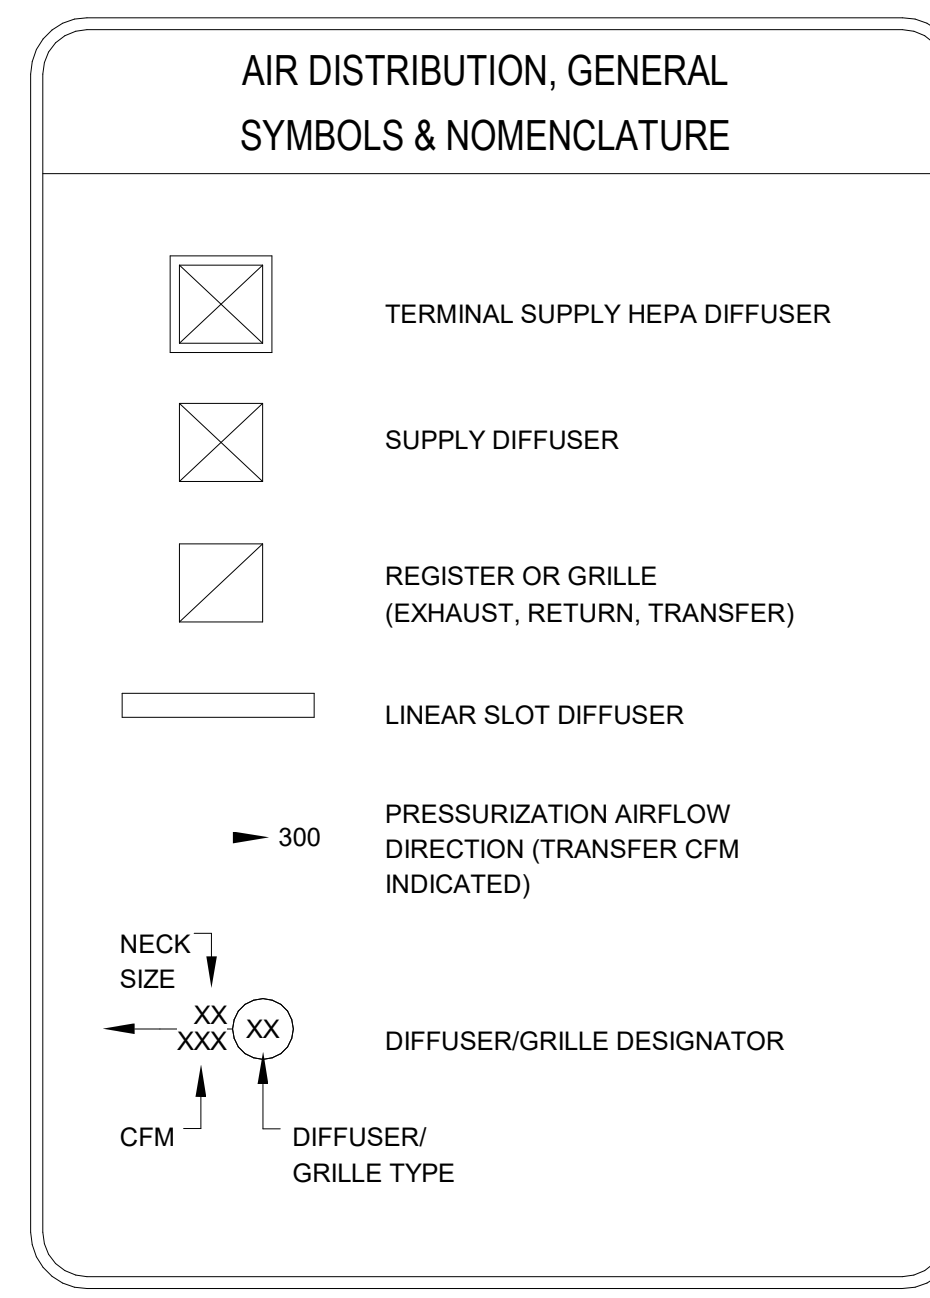 AIR DISTRIBUTION, GENERAL
SYMBOLS & NOMENCLATURE
TERMINAL SUPPLY HEPA DIFFUSER
SUPPLY DIFFUSER
REGISTER OR GRILLE
(EXHAUST, RETURN, TRANSFER)
LINEAR SLOT DIFFUSER
300
PRESSURIZATION AIRFLOW
DIRECTION (TRANSFER CFM
INDICATED)
NECK
SIZE
XX
XXX
XX
DIFFUSER/GRILLE DESIGNATOR
CFM
DIFFUSER/
GRILLE TYPE